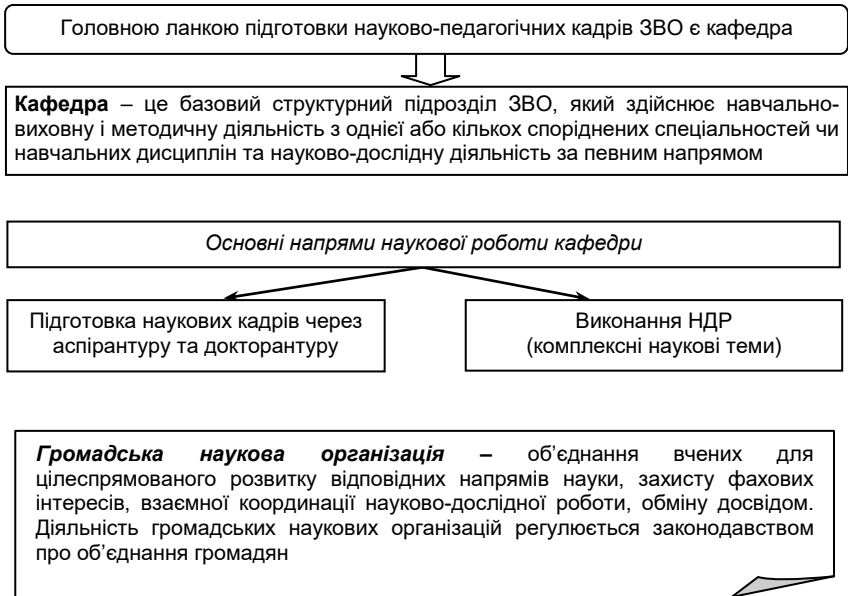 Головною ланкою підготовки науково-педагогічних кадрів ЗВО є кафедра
Кафедра – це базовий структурний підрозділ ЗВО, який здійснює навчально-
виховну і методичну діяльність з однієї або кількох споріднених спеціальностей чи
навчальних дисциплін та науково-дослідну діяльність за певним напрямом
Основні напрями наукової роботи кафедри
Підготовка наукових кадрів через
аспірантуру та докторантуру
Виконання НДР
(комплексні наукові теми)
Громадська наукова організація – об’єднання вчених для
цілеспрямованого розвитку відповідних напрямів науки, захисту фахових
інтересів, взаємної координації науково-дослідної роботи, обміну досвідом.
Діяльність громадських наукових організацій регулюється законодавством
про об’єднання громадян